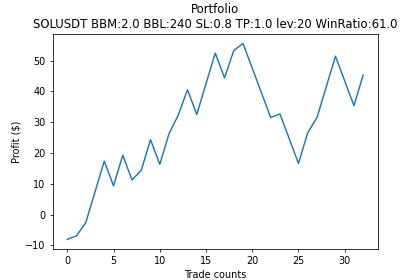 Portfolio
SOLUSDT BBM:2.0 BBL:240 SL:0.8 TP:1.0 lev:20 WinRatio:61.0
60
50
40
30
20
10
0
−10
Profit ($)
0 5 10 15 20 25 30
Trade counts